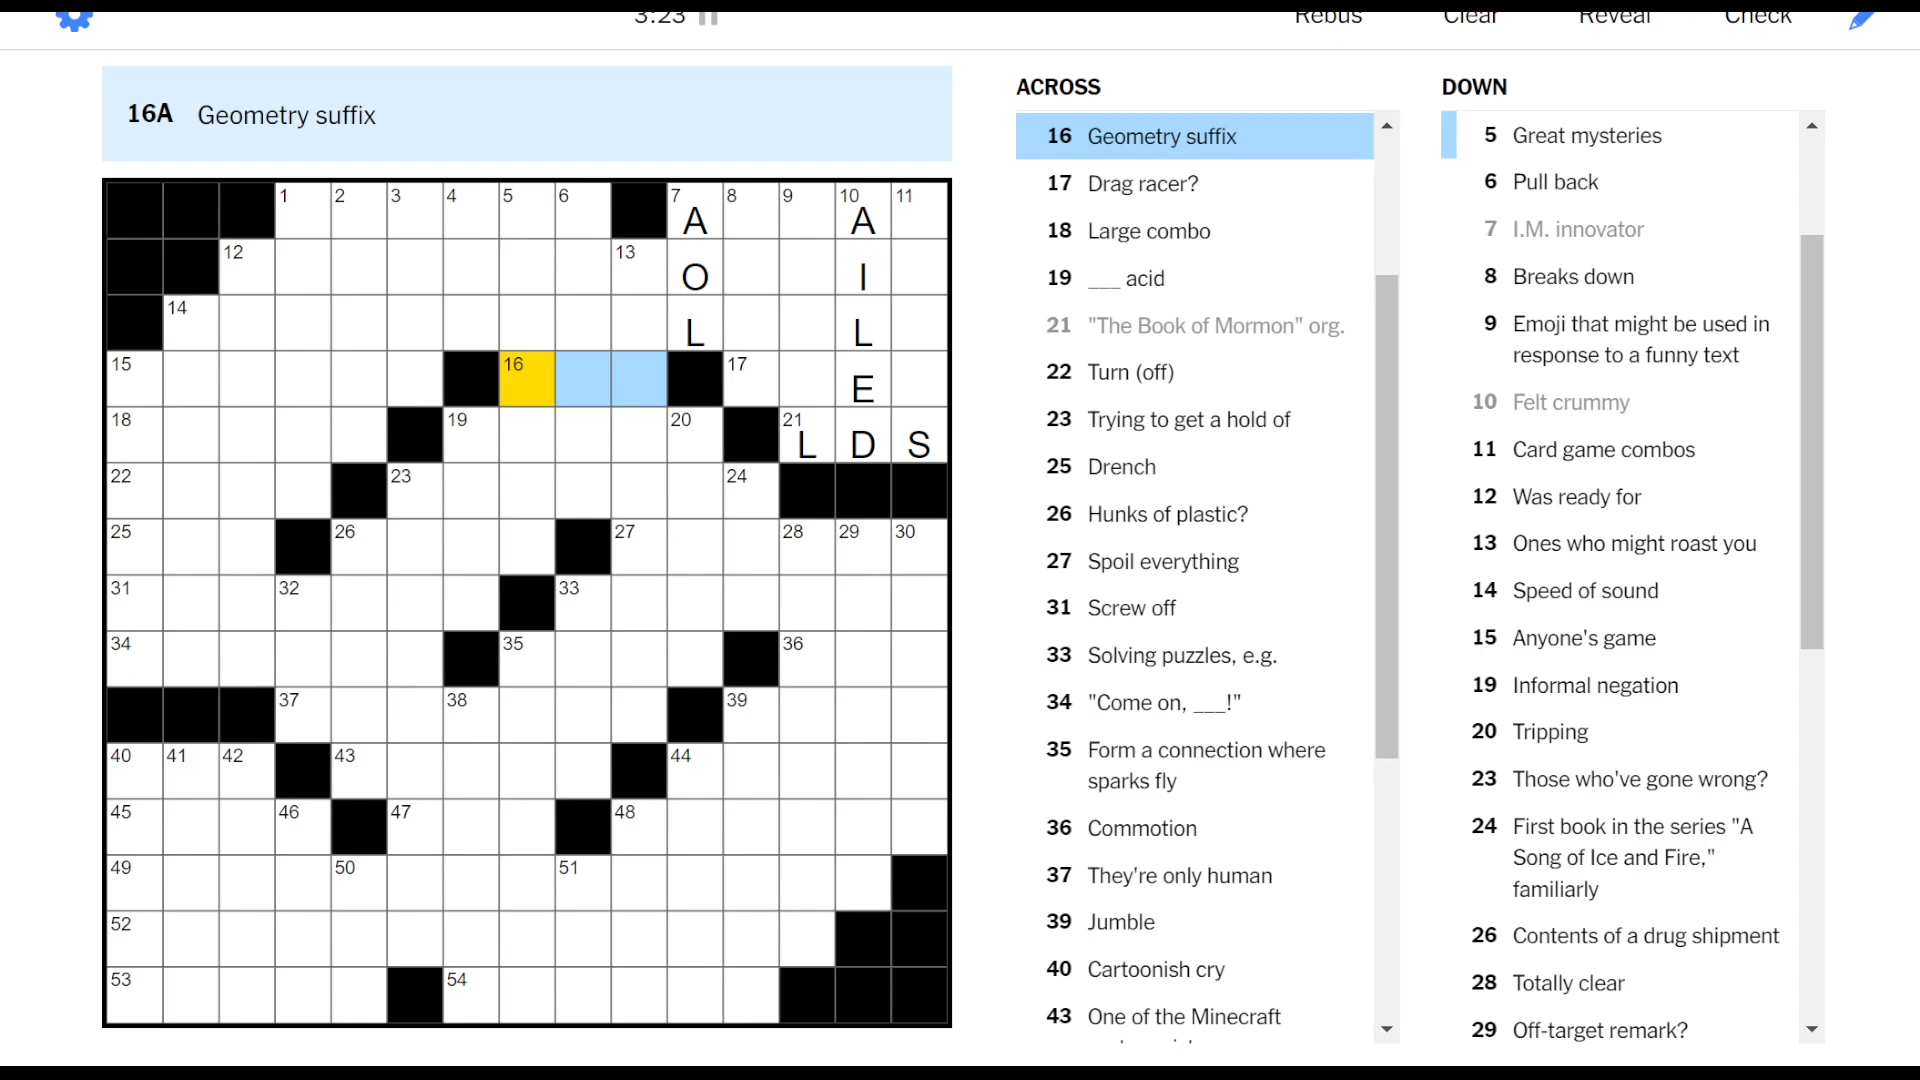 3:23
Rebus
Clear
Reveal
Check
16A Geometry suffix
1 2 3 4 5 6 7 8 9 10 11
A A
12 13
O I
14
L L
15 16 17
E
18 19 20 21
L D S
22 23 24
25 26 27 28 29 30
31 32 33
34 35 36
37 38 39
40 41 42 43 44
45 46 47 48
49 50 51
52
53 54
ACROSS
16 Geometry suffix
17 Drag racer?
18 Large combo
19 ___ acid
21 "The Book of Mormon" org.
22 Turn (off)
23 Trying to get a hold of
25 Drench
26 Hunks of plastic?
27 Spoil everything
31 Screw off
33 Solving puzzles, e.g.
34 "Come on, ___!"
35 Form a connection where
sparks fly
36 Commotion
37 They're only human
39 Jumble
40 Cartoonish cry
43 One of the Minecraft
DOWN
5 Great mysteries
6 Pull back
7 I.M. innovator
8 Breaks down
9 Emoji that might be used in
response to a funny text
10 Felt crummy
11 Card game combos
12 Was ready for
13 Ones who might roast you
14 Speed of sound
15 Anyone's game
19 Informal negation
20 Tripping
23 Those who've gone wrong?
24 First book in the series "A
Song of Ice and Fire,"
familiarly
26 Contents of a drug shipment
28 Totally clear
29 Off-target remark?